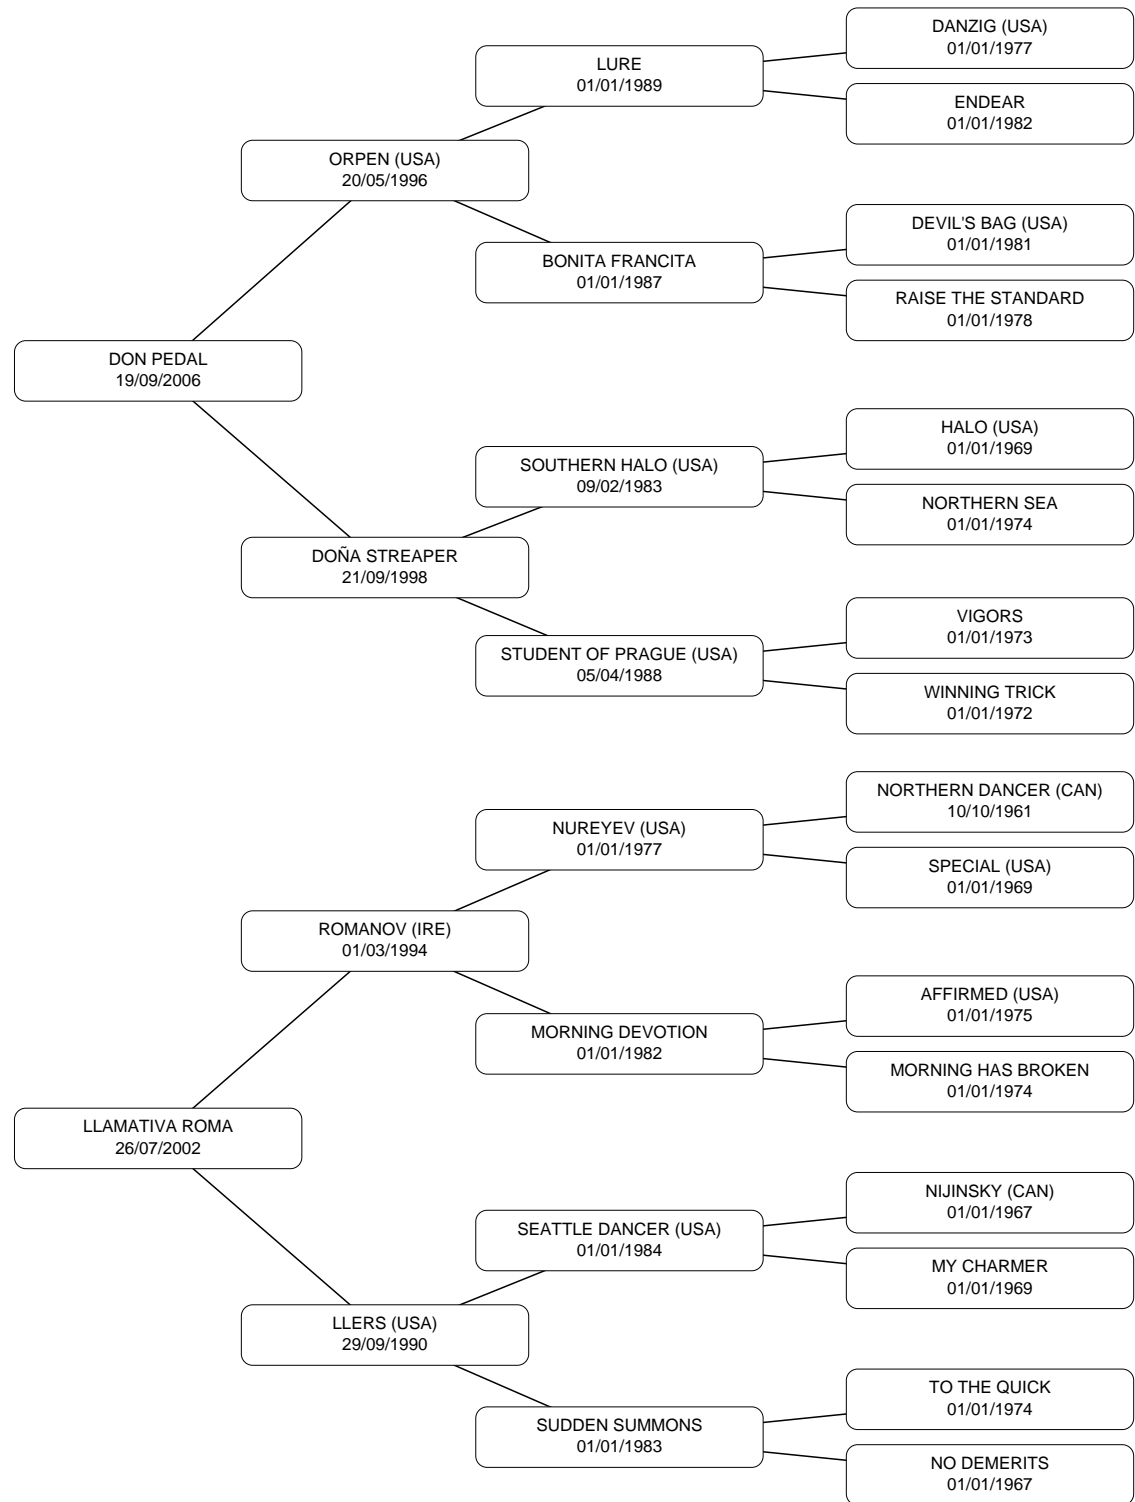 DANZIG (USA)
01/01/1977
LURE
01/01/1989
ENDEAR
01/01/1982
ORPEN (USA)
20/05/1996
DEVIL'S BAG (USA)
01/01/1981
BONITA FRANCITA
01/01/1987
RAISE THE STANDARD
01/01/1978
DON PEDAL
19/09/2006
HALO (USA)
01/01/1969
SOUTHERN HALO (USA)
09/02/1983
NORTHERN SEA
01/01/1974
DOÑA STREAPER
21/09/1998
VIGORS
01/01/1973
STUDENT OF PRAGUE (USA)
05/04/1988
WINNING TRICK
01/01/1972
NORTHERN DANCER (CAN)
10/10/1961
NUREYEV (USA)
01/01/1977
SPECIAL (USA)
01/01/1969
ROMANOV (IRE)
01/03/1994
AFFIRMED (USA)
01/01/1975
MORNING DEVOTION
01/01/1982
MORNING HAS BROKEN
01/01/1974
LLAMATIVA ROMA
26/07/2002
NIJINSKY (CAN)
01/01/1967
SEATTLE DANCER (USA)
01/01/1984
MY CHARMER
01/01/1969
LLERS (USA)
29/09/1990
TO THE QUICK
01/01/1974
SUDDEN SUMMONS
01/01/1983
NO DEMERITS
01/01/1967